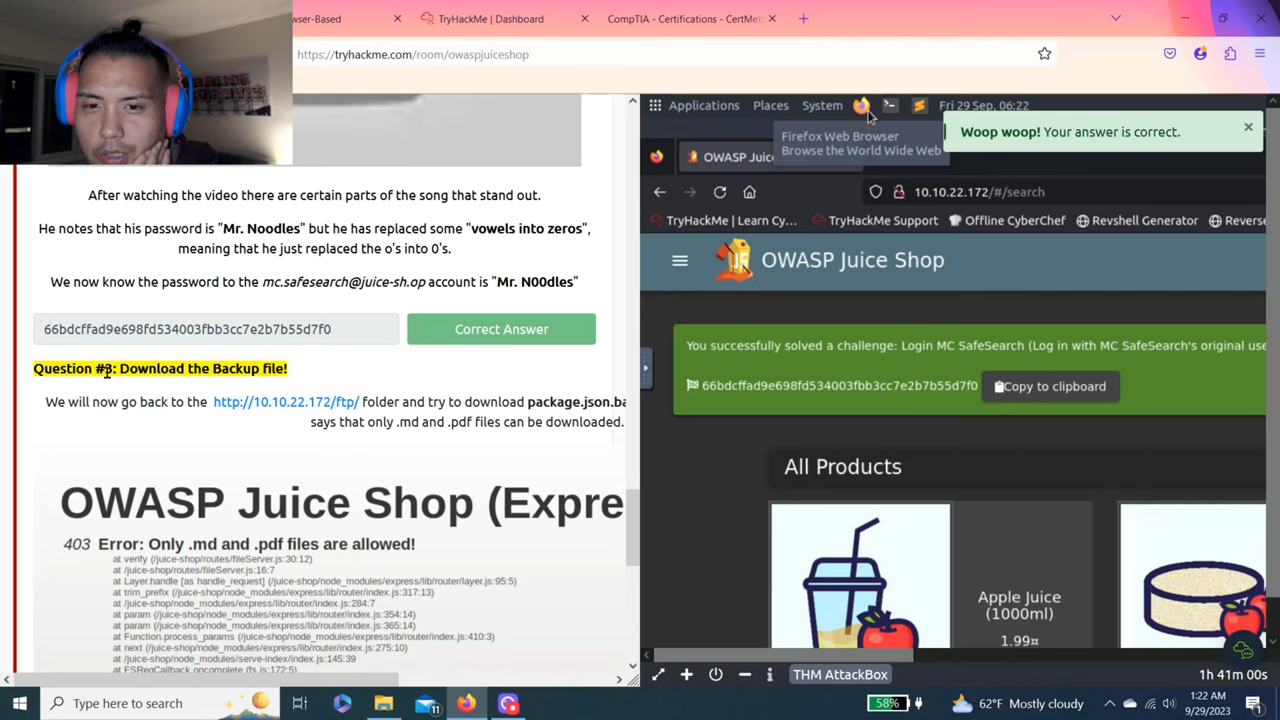 wser-Based
TryHackMe | Dashboard
CompTIA - Certifications - CertMet
https://tryhackme.com/room/owaspjuiceshop
Applications Places System Fri 29 Sep, 06:22
Woop woop! Your answer is correct.
Firefox Web Browser
Browse the World Wide Web
OWASP Juic
10.10.22.172/#/search
TryHackMe | Learn Cy… TryHackMe Support Offline CyberChef Revshell Generator Reverse
OWASP Juice Shop
After watching the video there are certain parts of the song that stand out.
He notes that his password is "Mr. Noodles" but he has replaced some "vowels into zeros",
meaning that he just replaced the o's into 0's.
We now know the password to the mc.safesearch@juice-sh.op account is "Mr. N00dles"
66bdcffad9e698fd534003fbb3cc7e2b7b55d7f0
Correct Answer
Question #3: Download the Backup file!
We will now go back to the http://10.10.22.172/ftp/ folder and try to download package.json.ba
says that only .md and .pdf files can be downloaded.
OWASP Juice Shop (Expre
403 Error: Only .md and .pdf files are allowed!
at verify (/juice-shop/routes/fileServer.js:30:12)
at /juice-shop/routes/fileServer.js:16:7
at Layer.handle [as handle_request] (/juice-shop/node_modules/express/lib/router/layer.js:95:5)
at trim_prefix (/juice-shop/node_modules/express/lib/router/index.js:317:13)
at /juice-shop/node_modules/express/lib/router/index.js:284:7
at param (/juice-shop/node_modules/express/lib/router/index.js:354:14)
at param (/juice-shop/node_modules/express/lib/router/index.js:365:14)
at Function.process_params (/juice-shop/node_modules/express/lib/router/index.js:410:3)
at next (/juice-shop/node_modules/express/lib/router/index.js:275:10)
at /juice-shop/node_modules/serve-index/index.js:145:39
at FSReqCallback.oncomplete (fs.js:172:5)
You successfully solved a challenge: Login MC SafeSearch (Log in with MC SafeSearch's original use
66bdcffad9e698fd534003fbb3cc7e2b7b55d7f0
Copy to clipboard
All Products
Apple Juice
(1000ml)
1.99¤
THM AttackBox
1h 41m 00s
Type here to search
11
58%
62°F Mostly cloudy
1:22 AM
9/29/2023
1